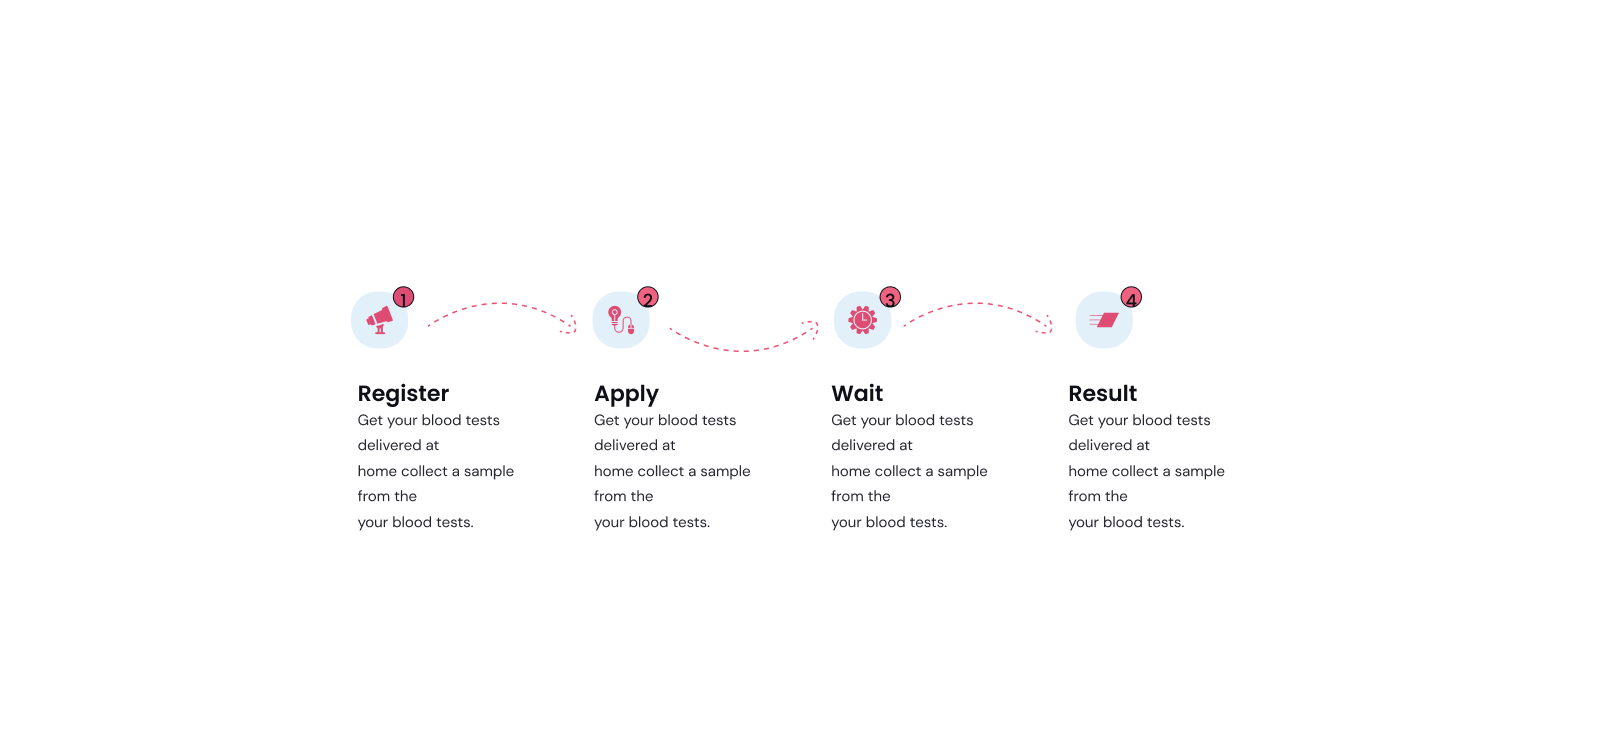 1
2
3
4
Register
Get your blood tests
delivered at
home collect a sample
from the
your blood tests.
Apply
Get your blood tests
delivered at
home collect a sample
from the
your blood tests.
Wait
Get your blood tests
delivered at
home collect a sample
from the
your blood tests.
Result
Get your blood tests
delivered at
home collect a sample
from the
your blood tests.